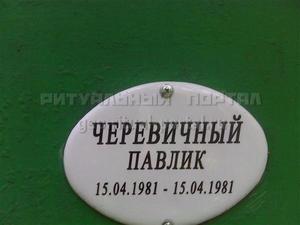 РИТУАЛЬНЫЙ ПОРТАЛ
ЧЕРЕВИЧНЫЙ
ПАВЛИК
15.04.1981 - 15.04.1981